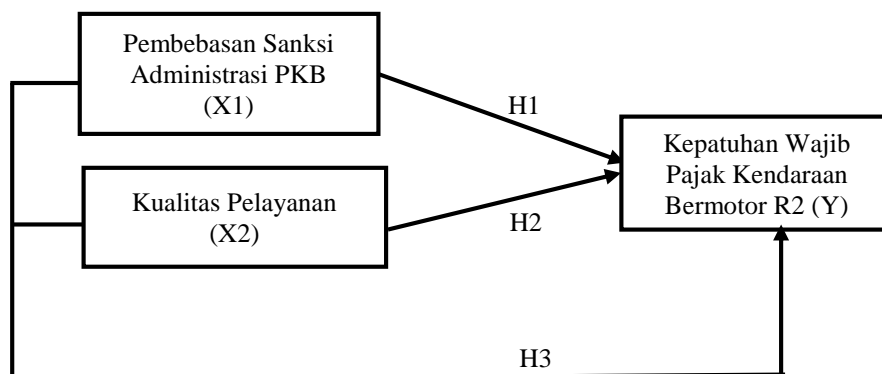 Pembebasan Sanksi
Administrasi PKB
(X1)
H1
Kepatuhan Wajib
Pajak Kendaraan
Bermotor R2 (Y)
Kualitas Pelayanan
(X2)
H2
H3